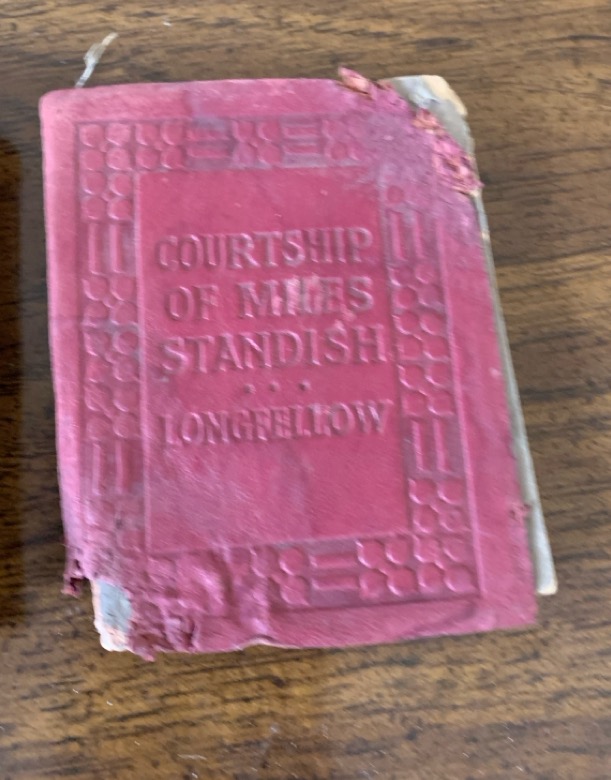 COURTSHIP
OF MILES
STANDISH
. . .
LONGFELLOW